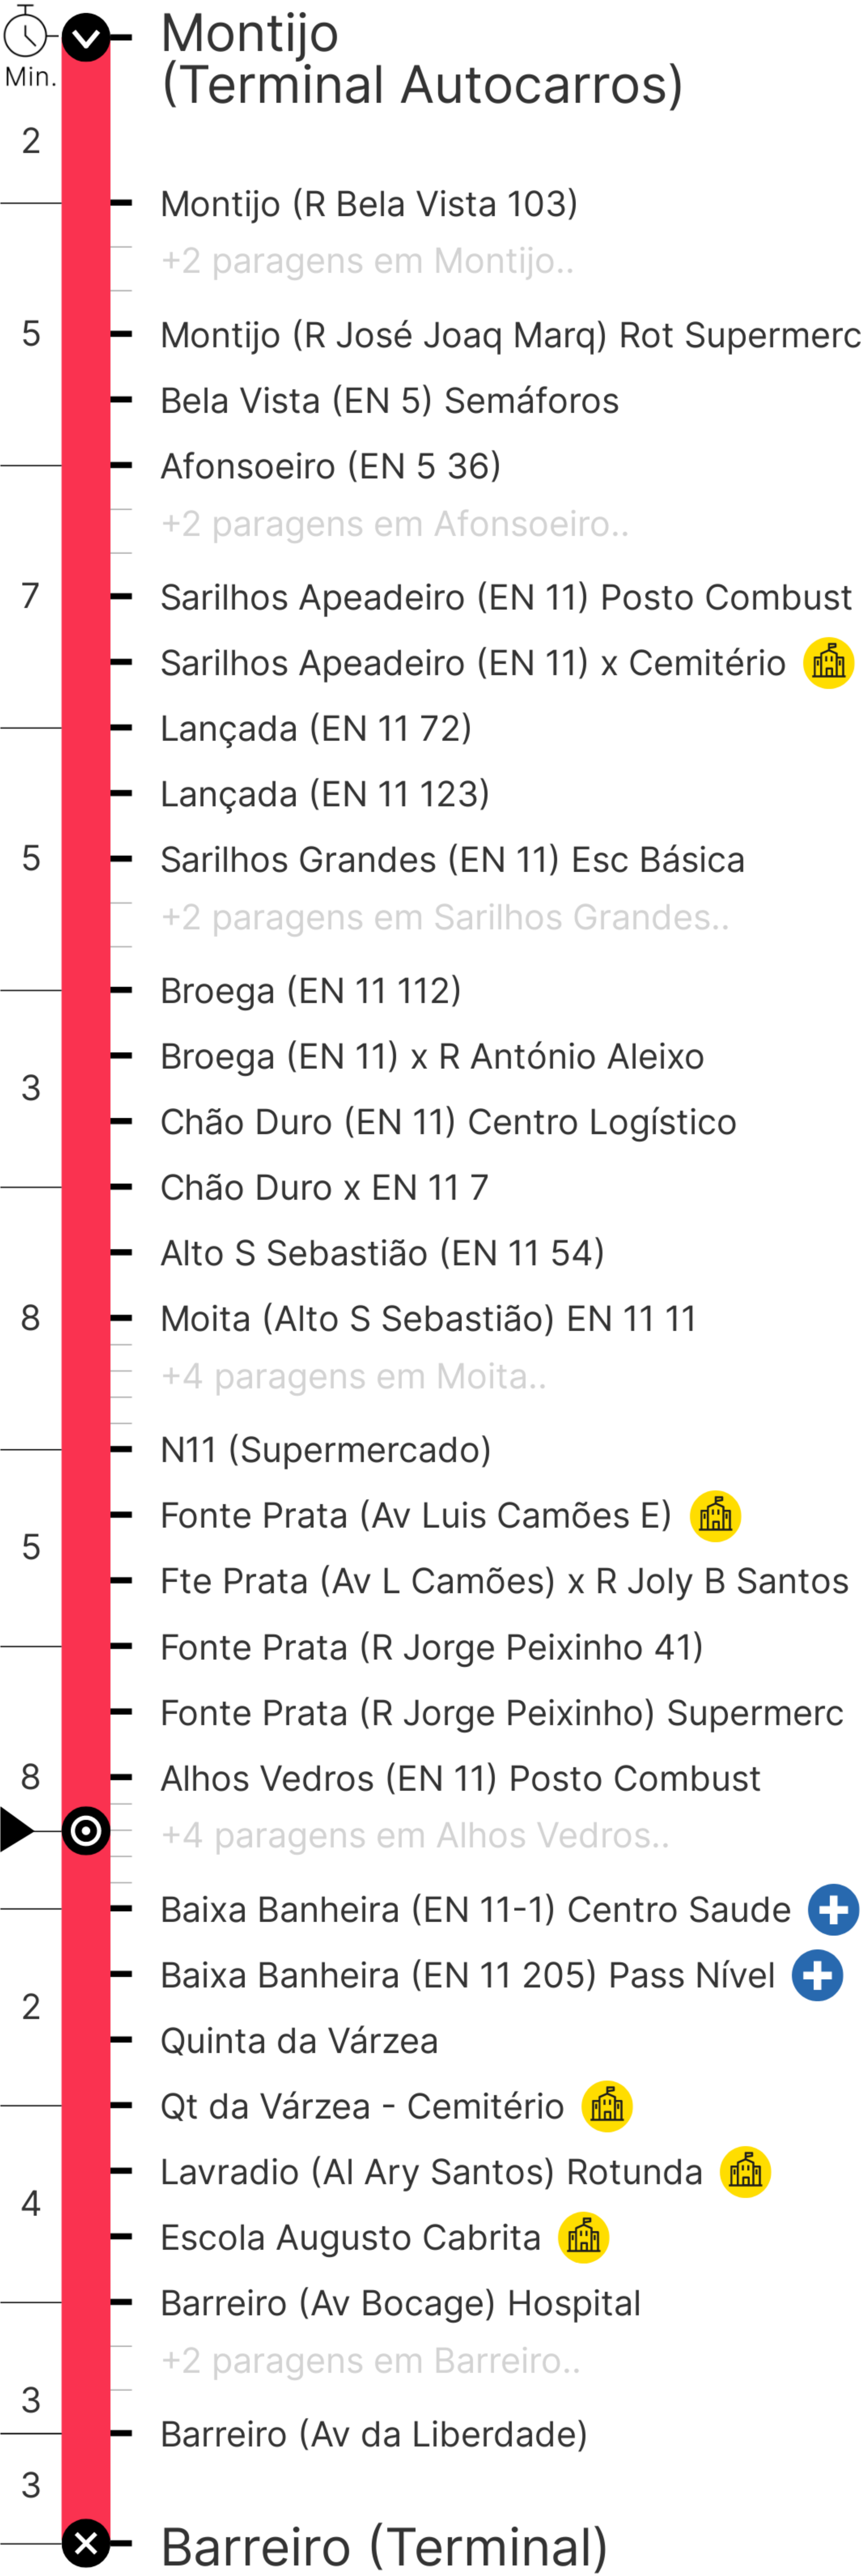 Montijo
(Terminal Autocarros)
Min.
2
Montijo (R Bela Vista 103)
+2 paragens em Montijo..
5
Montijo (R José Joaq Marq) Rot Supermerc
Bela Vista (EN 5) Semáforos
Afonsoeiro (EN 5 36)
+2 paragens em Afonsoeiro..
7
Sarilhos Apeadeiro (EN 11) Posto Combust
Sarilhos Apeadeiro (EN 11) x Cemitério
Lançada (EN 11 72)
Lançada (EN 11 123)
5
Sarilhos Grandes (EN 11) Esc Básica
+2 paragens em Sarilhos Grandes..
Broega (EN 11 112)
Broega (EN 11) x R António Aleixo
3
Chão Duro (EN 11) Centro Logístico
Chão Duro x EN 11 7
Alto S Sebastião (EN 11 54)
8
Moita (Alto S Sebastião) EN 11 11
+4 paragens em Moita..
N11 (Supermercado)
Fonte Prata (Av Luis Camões E)
5
Fte Prata (Av L Camões) x R Joly B Santos
Fonte Prata (R Jorge Peixinho 41)
Fonte Prata (R Jorge Peixinho) Supermerc
8
Alhos Vedros (EN 11) Posto Combust
+4 paragens em Alhos Vedros..
Baixa Banheira (EN 11-1) Centro Saude
Baixa Banheira (EN 11 205) Pass Nível
2
Quinta da Várzea
Qt da Várzea - Cemitério
Lavradio (Al Ary Santos) Rotunda
4
Escola Augusto Cabrita
Barreiro (Av Bocage) Hospital
+2 paragens em Barreiro..
3
Barreiro (Av da Liberdade)
3
Barreiro (Terminal)